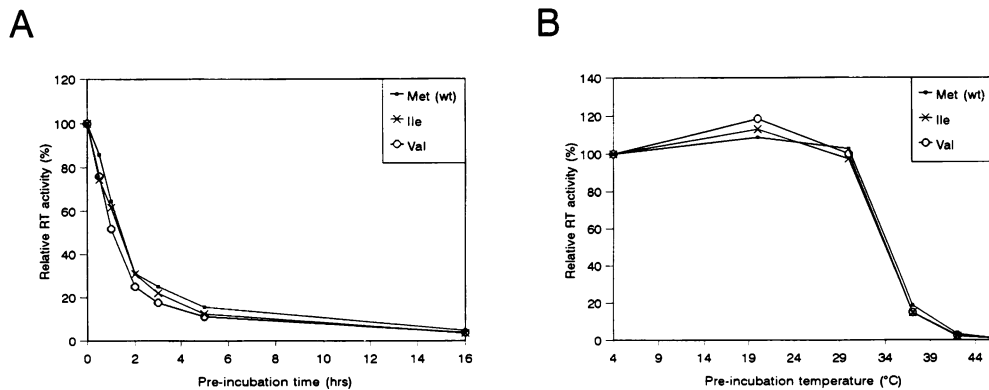 A
B
120
100
80
60
40
20
0
Relative RT activity (%)
Met (wt)
Ile
Val
0 2 4 6 8 10 12 14 16
Pre-incubation time (hrs)
140
120
100
80
60
40
20
0
Relative RT activity (%)
Met (wt)
Ile
Val
4 9 14 19 24 29 34 39 44
Pre-incubation temperature (°C)